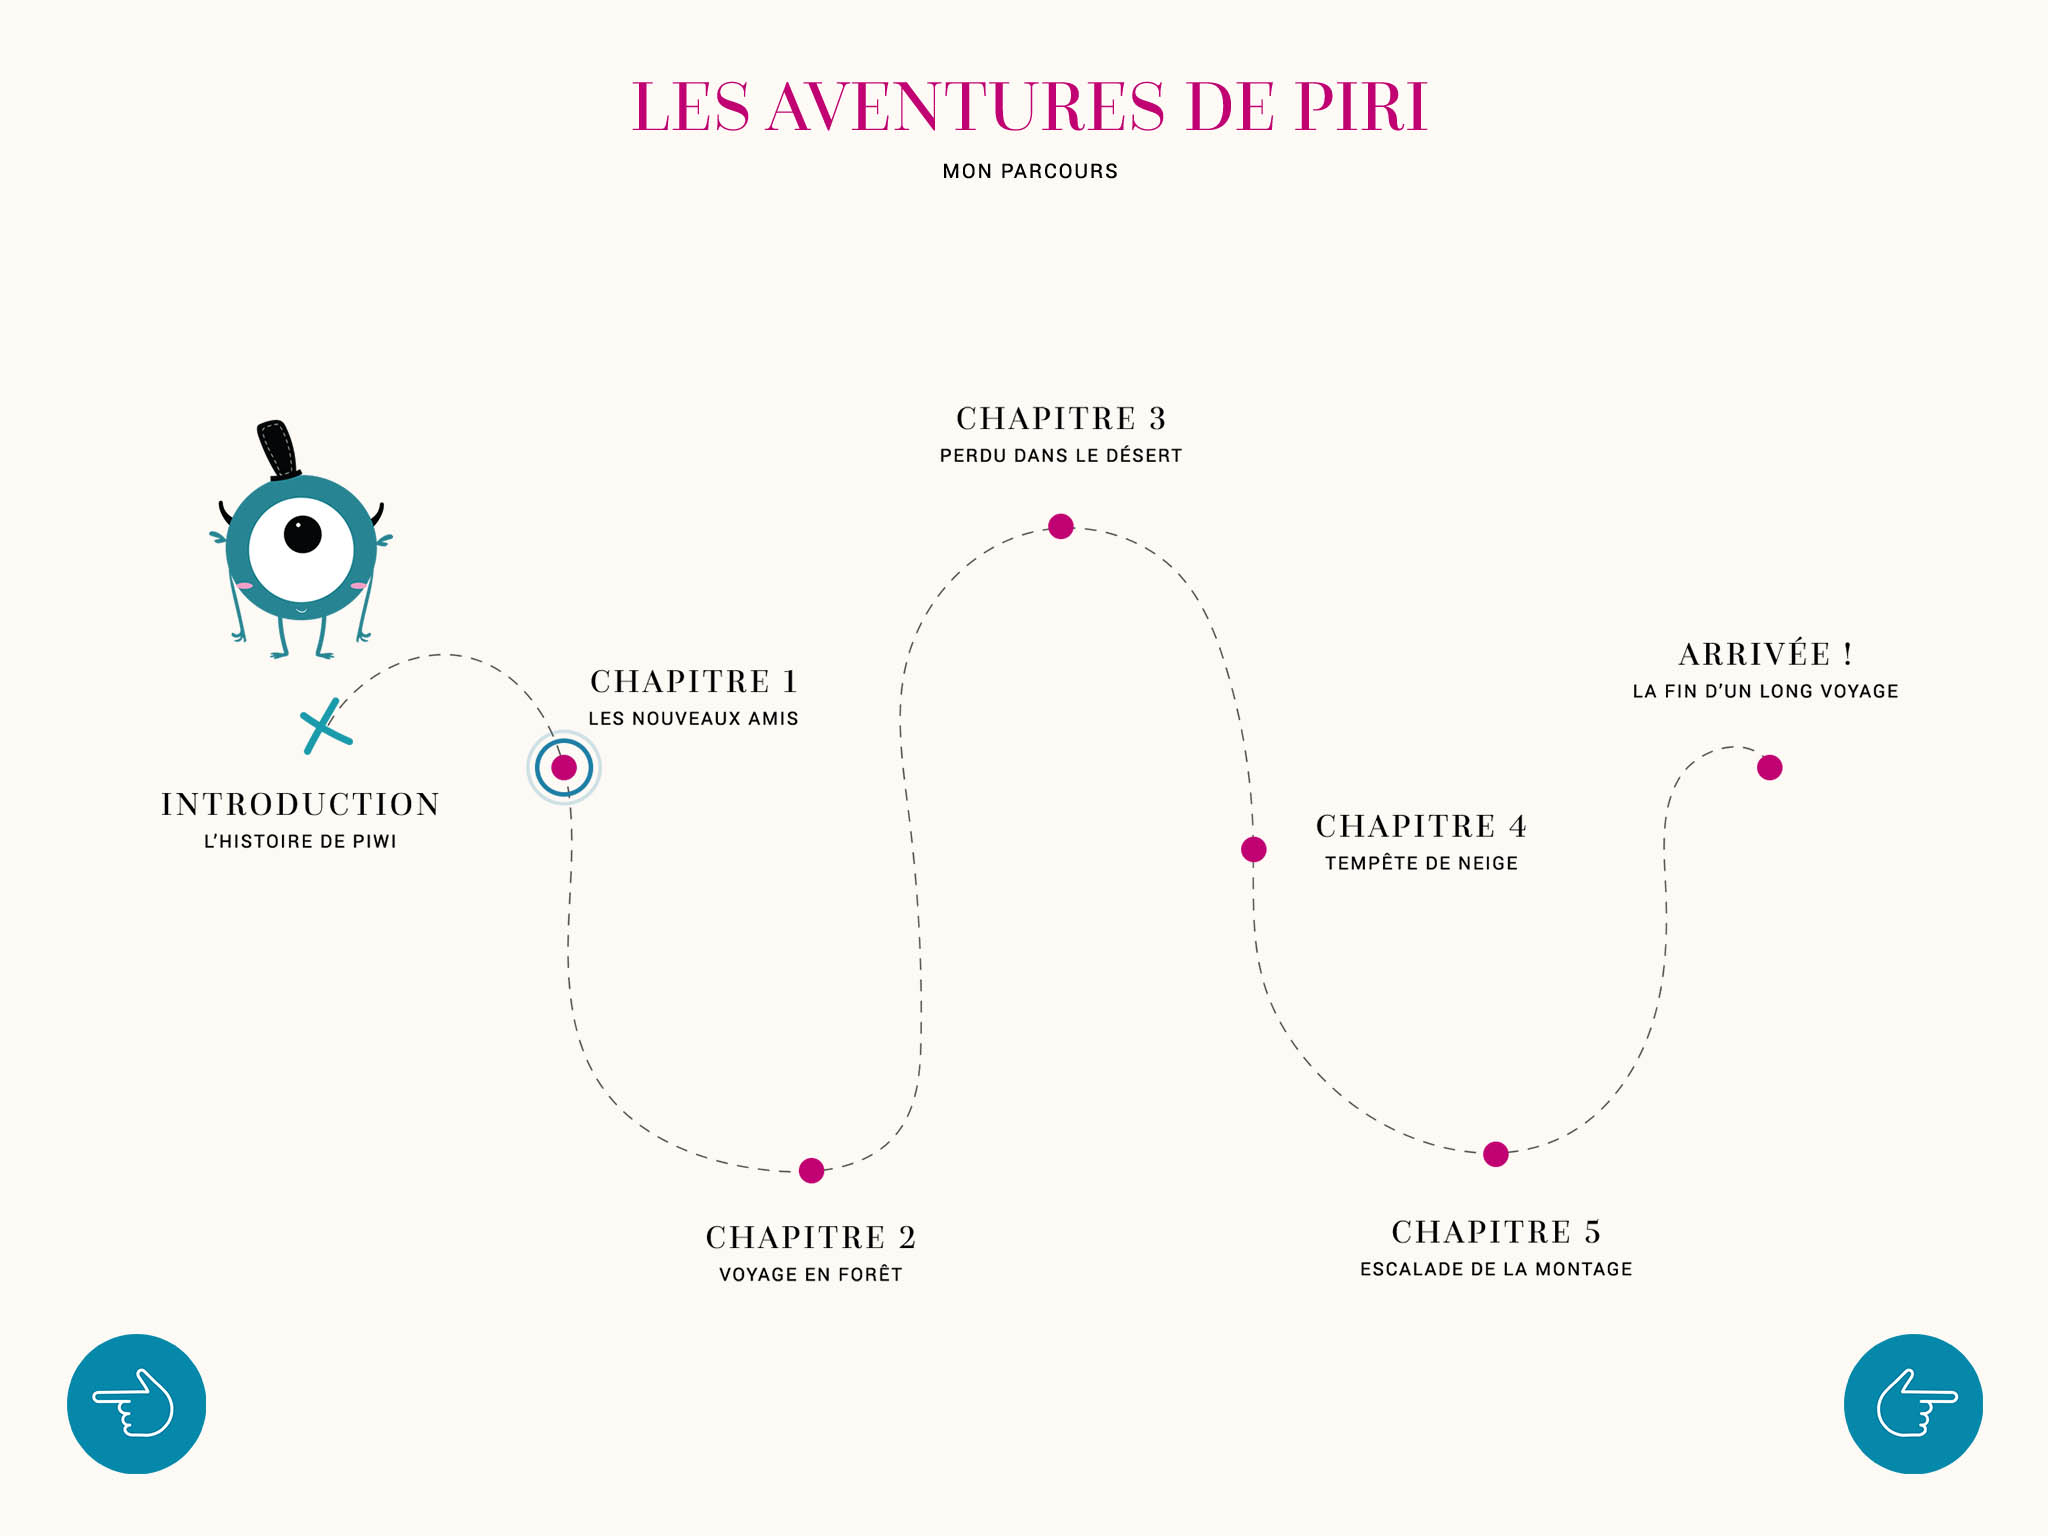 LES AVENTURES DE PIRI
MON PARCOURS
INTRODUCTION
L’HISTOIRE DE PIWI
CHAPITRE 1
LES NOUVEAUX AMIS
CHAPITRE 2
VOYAGE EN FORÊT
CHAPITRE 3
PERDU DANS LE DÉSERT
CHAPITRE 4
TEMPÊTE DE NEIGE
CHAPITRE 5
ESCALADE DE LA MONTAGE
ARRIVÉE !
LA FIN D’UN LONG VOYAGE